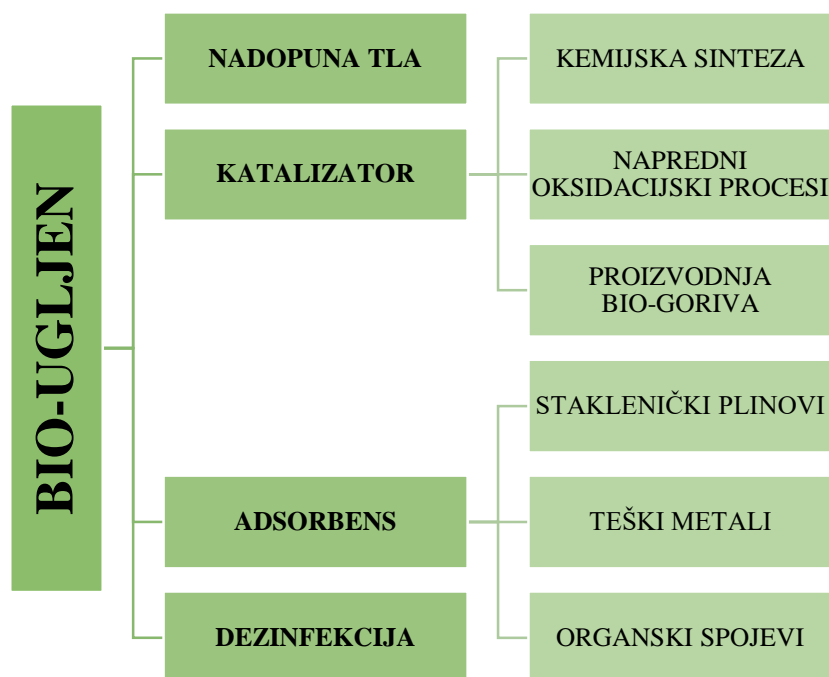 BIO-UGLJEN
NADOPUNA TLA
KATALIZATOR
KEMIJSKA SINTEZA
NAPREDNI
OKSIDACIJSKI PROCESI
PROIZVODNJA
BIO-GORIVA
ADSORBENS
STAKLENIČKI PLINOVI
TEŠKI METALI
ORGANSKI SPOJEVI
DEZINFEKCIJA